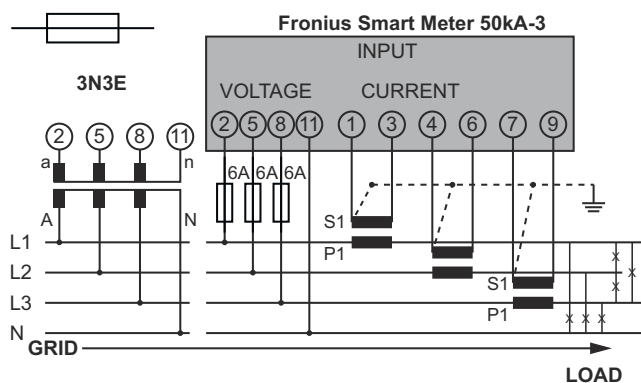 Fronius Smart Meter 50kA-3
INPUT
3N3E
VOLTAGE CURRENT
2 5 8 11
2 5 8 11 1 3 4 6 7 9
a n
6A 6A 6A
A N
S1
P1
S1
P1
L1
L2
L3
N
GRID
LOAD